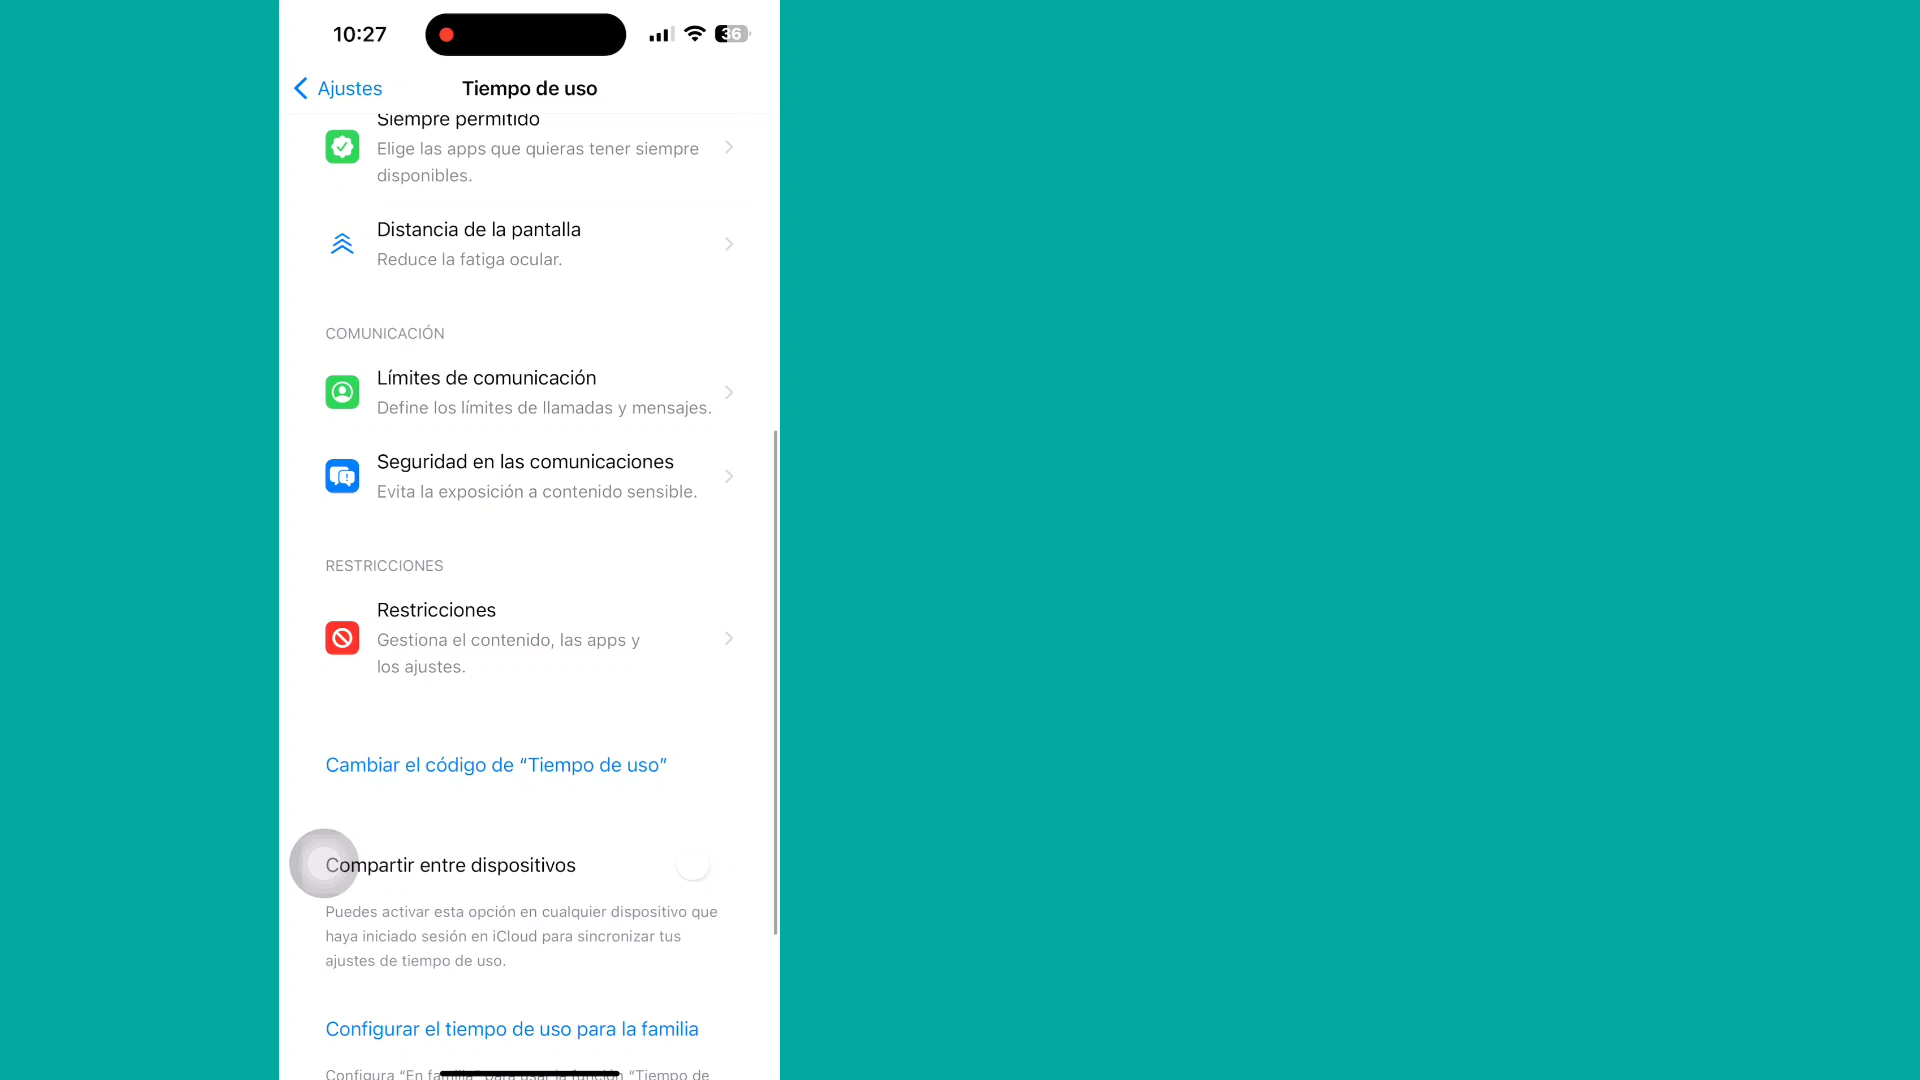 10:27
36
Ajustes
Tiempo de uso
Siempre permitido
Elige las apps que quieras tener siempre
disponibles.
Distancia de la pantalla
Reduce la fatiga ocular.
COMUNICACIÓN
Límites de comunicación
Define los límites de llamadas y mensajes.
Seguridad en las comunicaciones
Evita la exposición a contenido sensible.
RESTRICCIONES
Restricciones
Gestiona el contenido, las apps y
los ajustes.
Cambiar el código de “Tiempo de uso”
Compartir entre dispositivos
Puedes activar esta opción en cualquier dispositivo que
haya iniciado sesión en iCloud para sincronizar tus
ajustes de tiempo de uso.
Configurar el tiempo de uso para la familia
Configura “En familia” para usar la función “Tiempo de